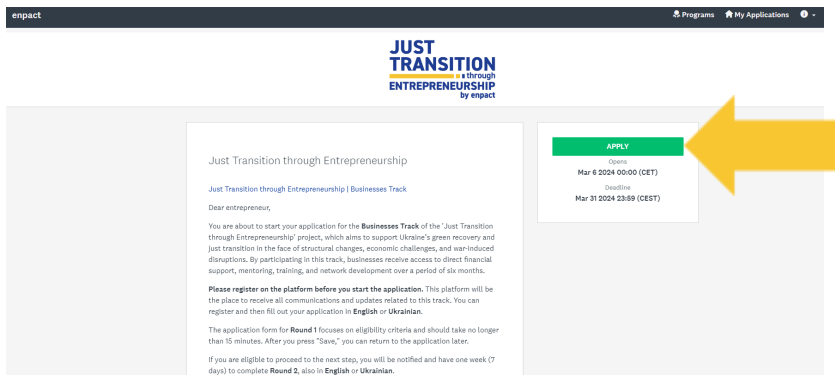 enpact
Programs My Applications
JUST
TRANSITION
through
ENTREPRENEURSHIP
by enpact
Just Transition through Entrepreneurship
Just Transition through Entrepreneurship | Businesses Track
Dear entrepreneur,
You are about to start your application for the Businesses Track of the 'Just Transition
through Entrepreneurship' project, which aims to support Ukraine's green recovery and
just transition in the face of structural changes, economic challenges, and war-induced
disruptions. By participating in this track, businesses receive access to direct financial
support, mentoring, training, and network development over a period of six months.
Please register on the platform before you start the application. This platform will be
the place to receive all communications and updates related to this track. You can
register and then fill out your application in English or Ukrainian.
The application form for Round 1 focuses on eligibility criteria and should take no longer
than 15 minutes. After you press "Save," you can return to the application later.
If you are eligible to proceed to the next step, you will be notified and have one week (7
days) to complete Round 2, also in English or Ukrainian.
APPLY
Opens
Mar 6 2024 00:00 (CET)
Deadline
Mar 31 2024 23:59 (CEST)